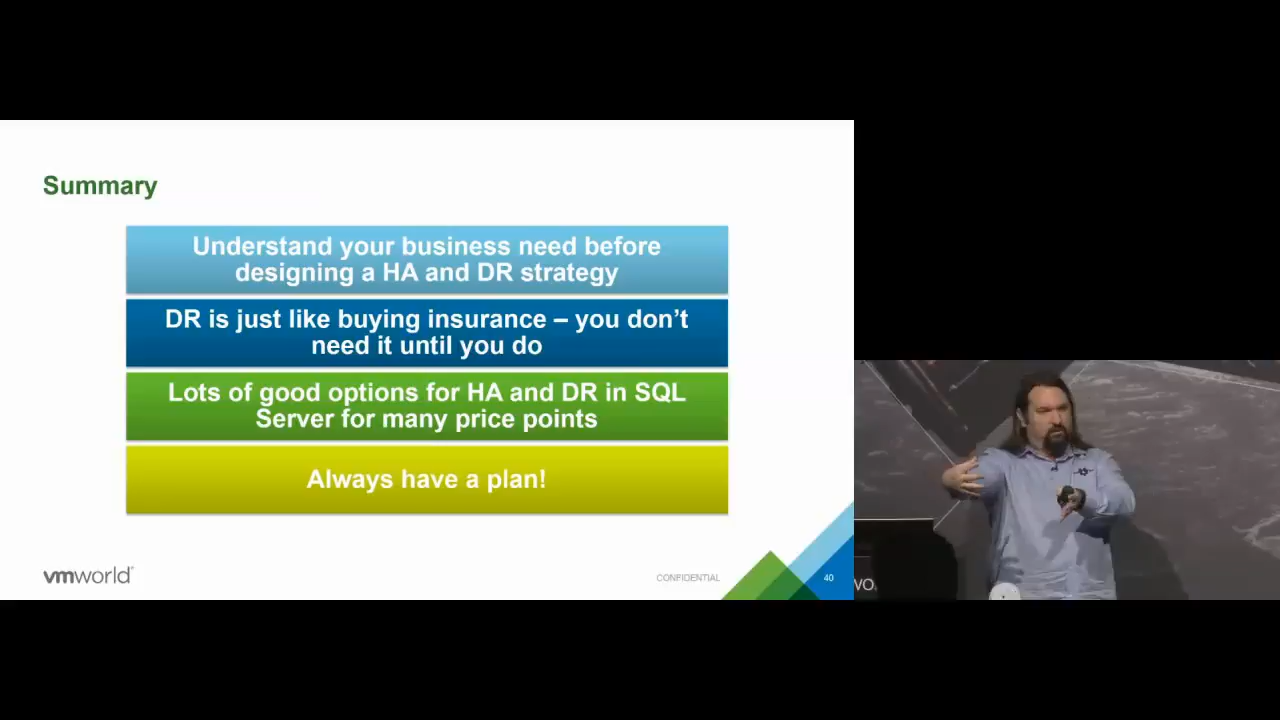 Summary
Understand your business need before
designing a HA and DR strategy
DR is just like buying insurance – you don't
need it until you do
Lots of good options for HA and DR in SQL
Server for many price points
Always have a plan!
vmworld
CONFIDENTIAL
40